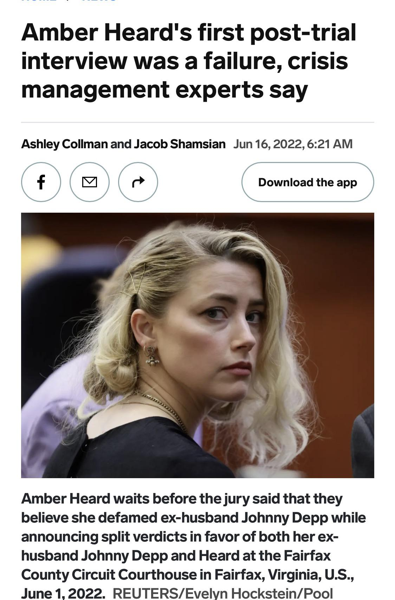 Amber Heard's first post-trial
interview was a failure, crisis
management experts say
Ashley Collman and Jacob Shamsian Jun 16, 2022, 6:21 AM
Download the app
Amber Heard waits before the jury said that they
believe she defamed ex-husband Johnny Depp while
announcing split verdicts in favor of both her ex-
husband Johnny Depp and Heard at the Fairfax
County Circuit Courthouse in Fairfax, Virginia, U.S.,
June 1, 2022. REUTERS/Evelyn Hockstein/Pool